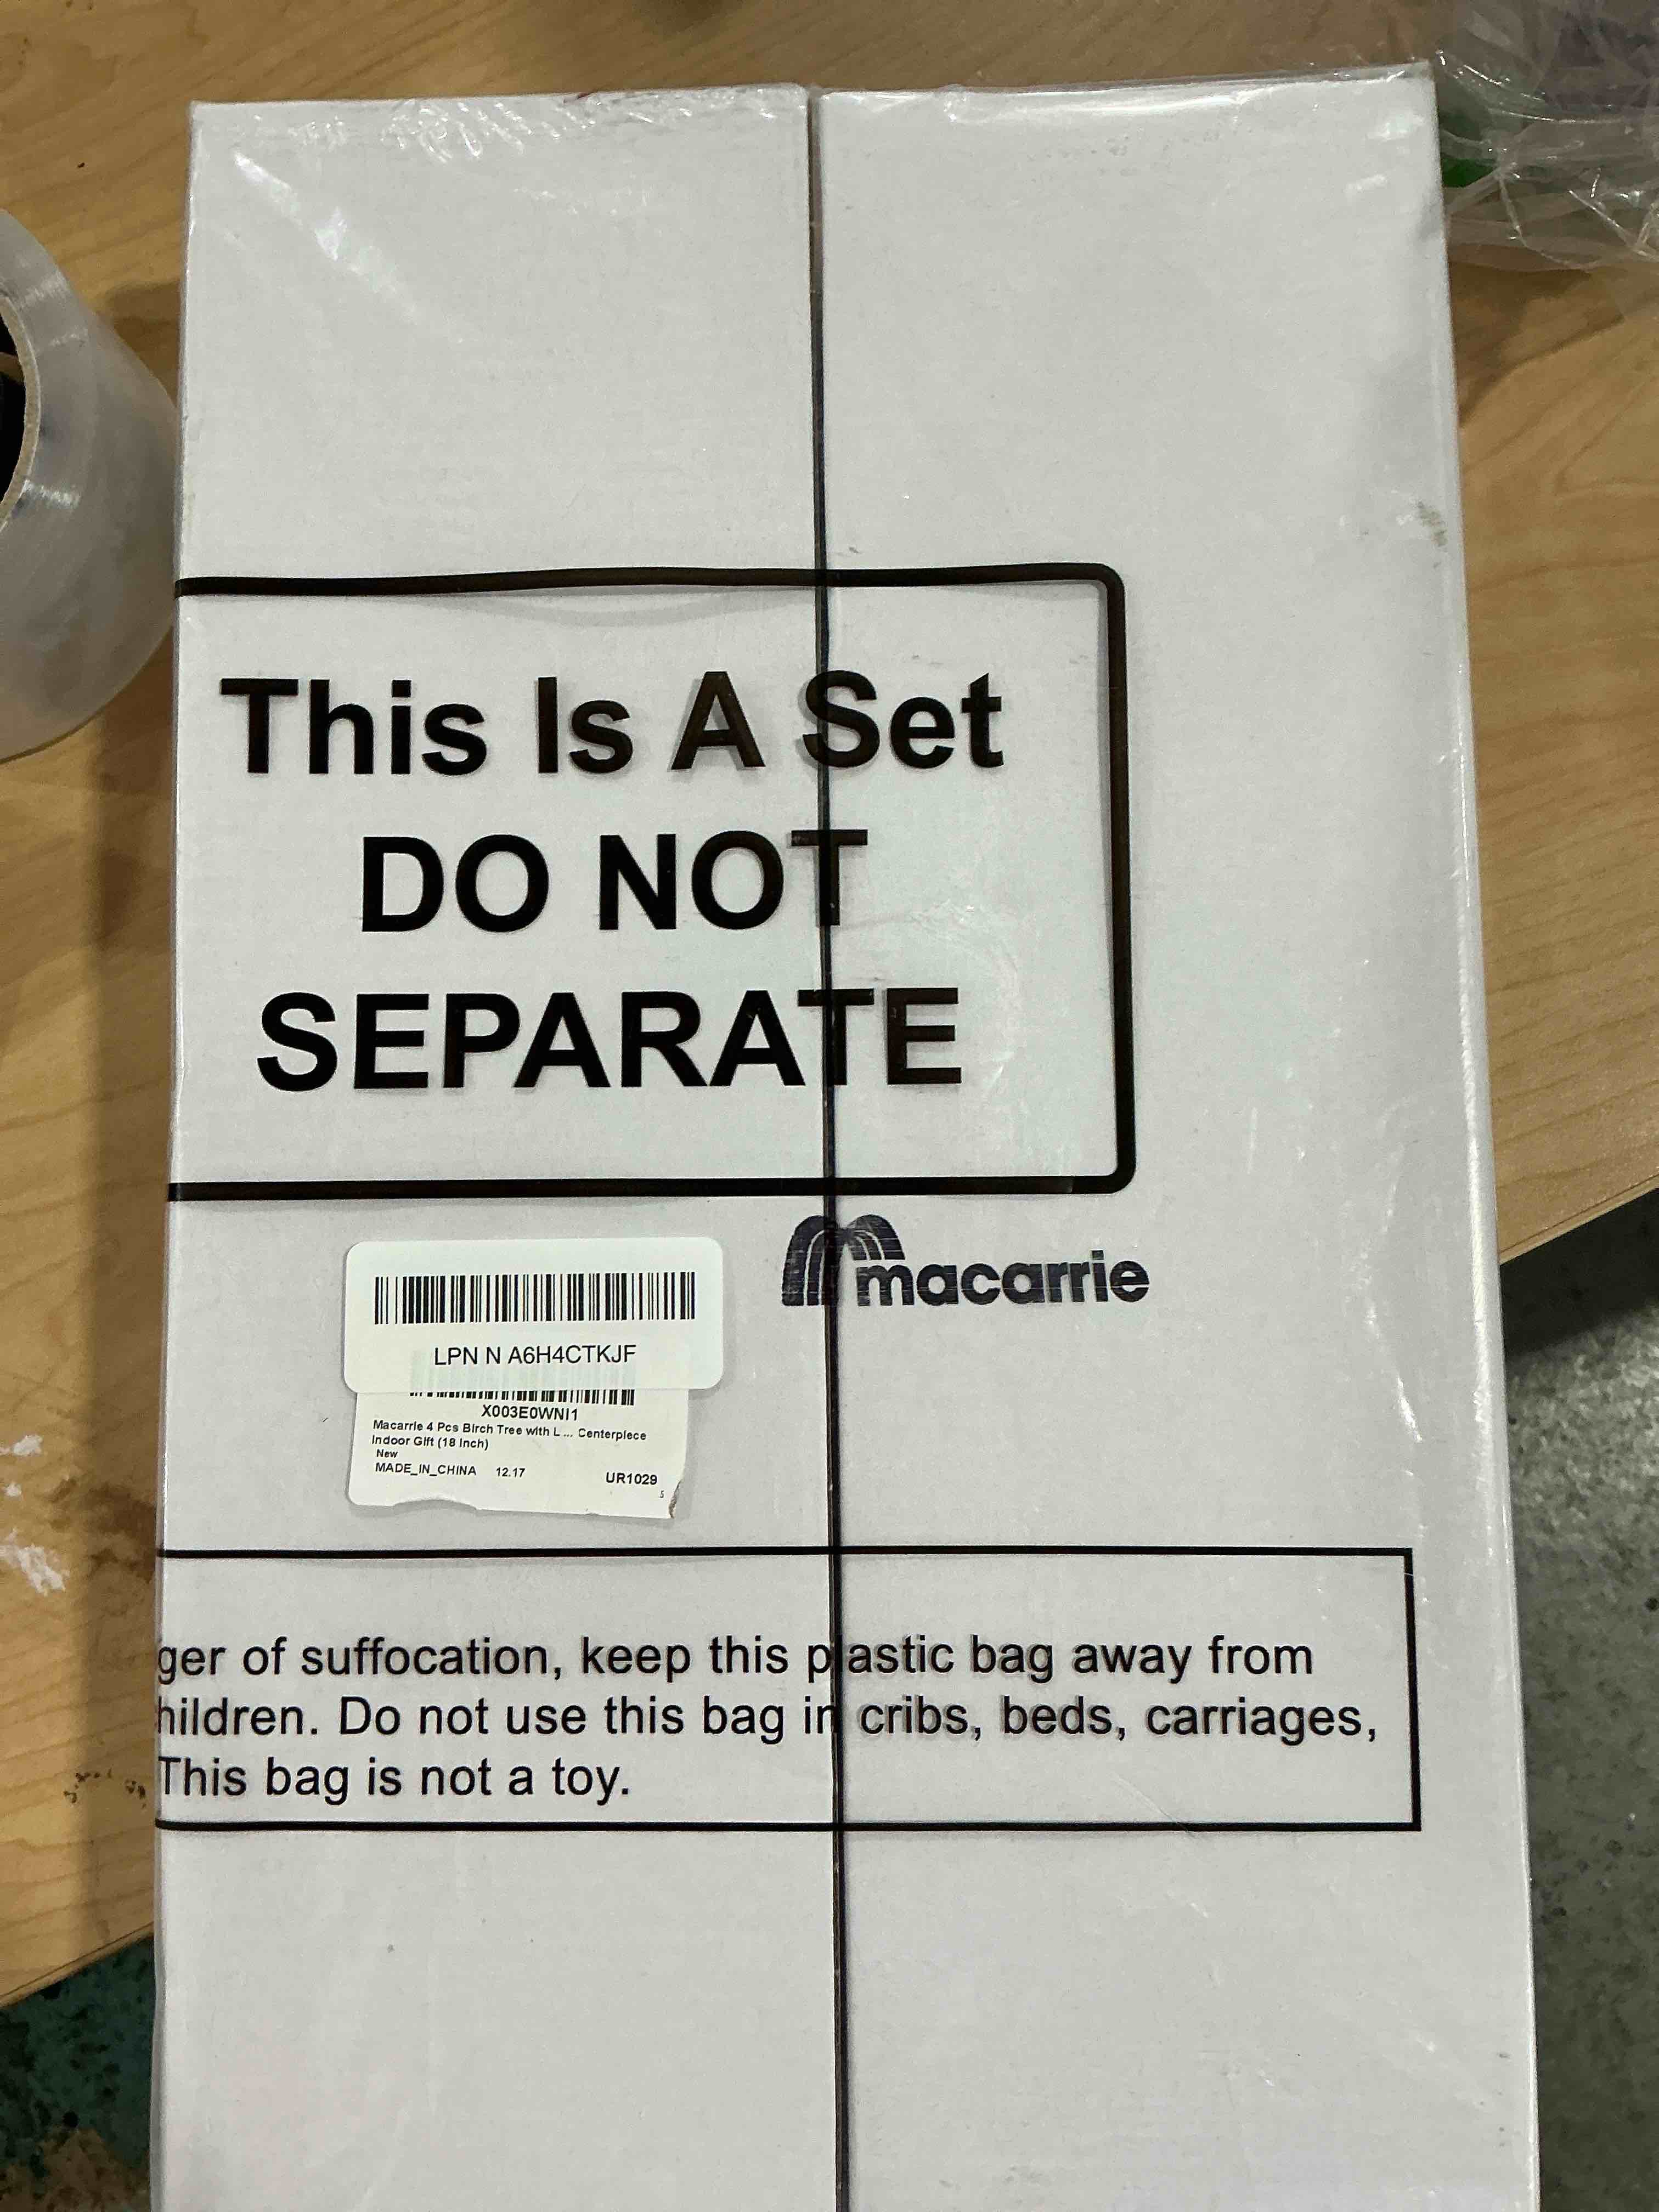 This Is A Set
DO NOT
SEPARATE
macarrie
LPN N A6H4CTKJF
X003E0WNI1
Macarrie 4 Pcs Birch Tree with L ... Centerpiece
Indoor Gift (18 Inch)
New
MADE_IN_CHINA 12.17 UR1029
5
ger of suffocation, keep this plastic bag away from
hildren. Do not use this bag in cribs, beds, carriages,
This bag is not a toy.